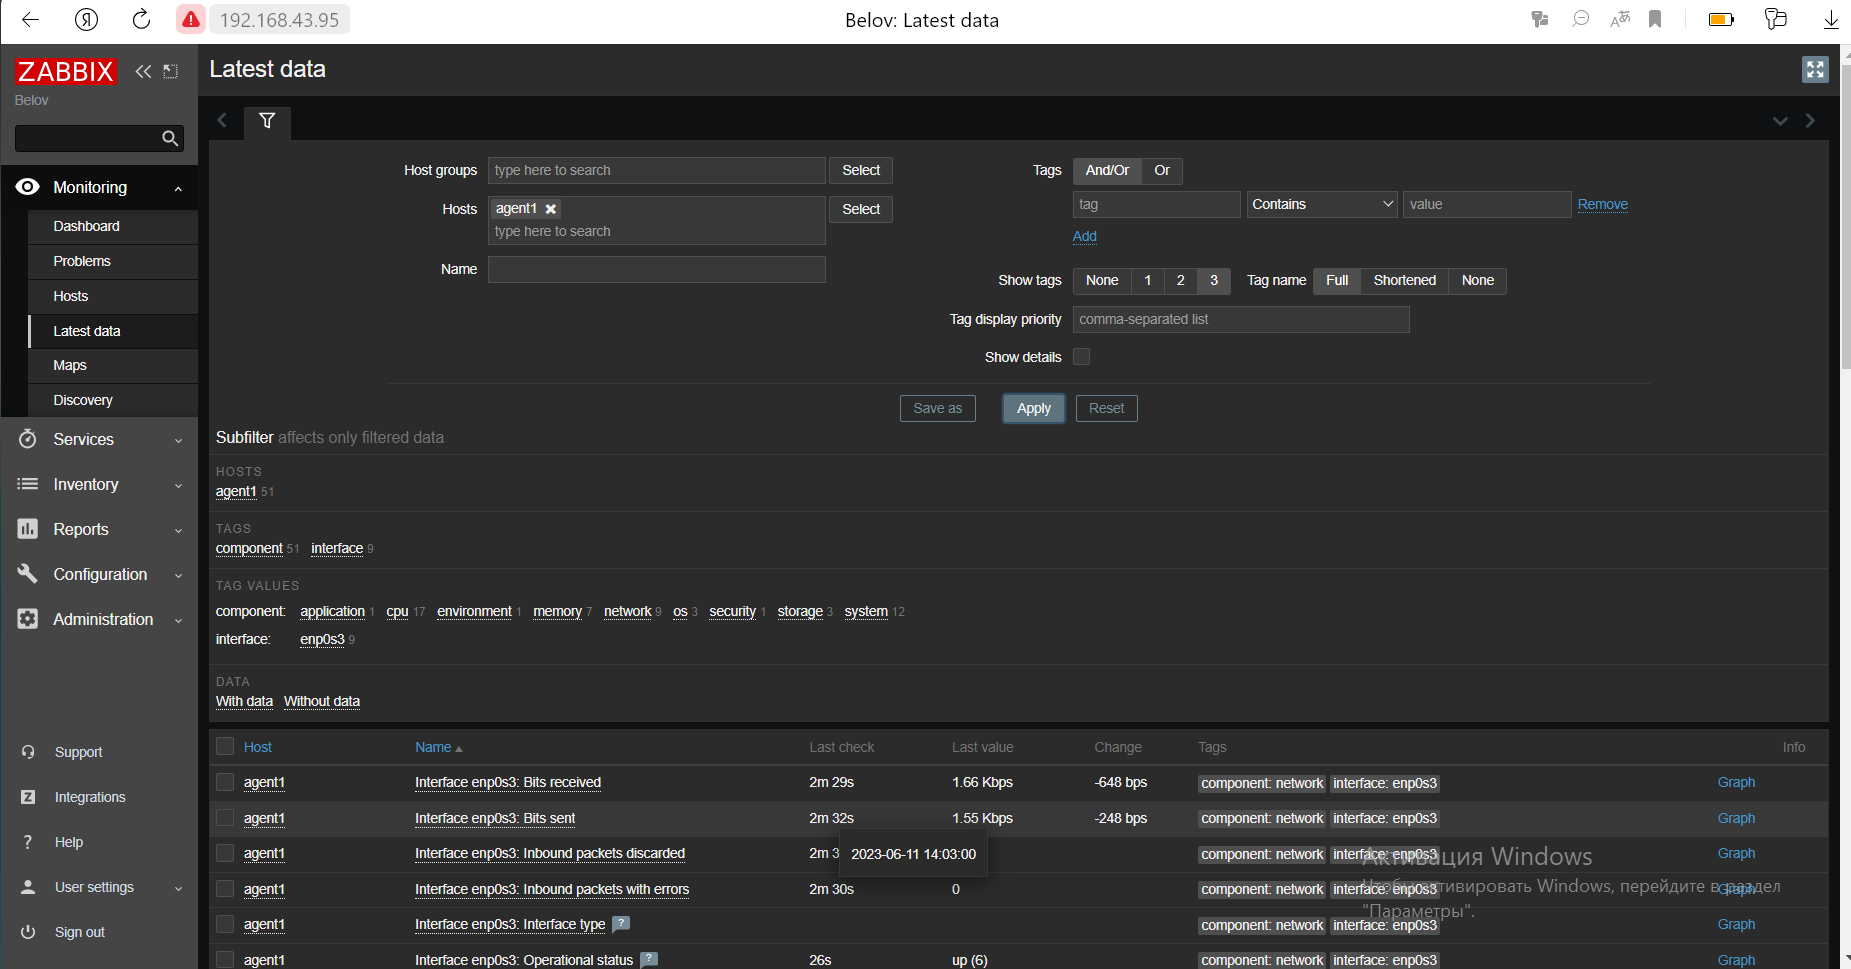 192.168.43.95 Belov: Latest data
ZABBIX
Belov
Monitoring
Dashboard
Problems
Hosts
Latest data
Maps
Discovery
Services
Inventory
Reports
Configuration
Administration
Support
Integrations
Help
User settings
Sign out
Latest data
Host groups type here to search Select
Hosts agent1 Select
type here to search
Name
Tags And/Or Or
tag Contains value Remove
Add
Show tags None 1 2 3 Tag name Full Shortened None
Tag display priority comma-separated list
Show details
Save as Apply Reset
Subfilter affects only filtered data
HOSTS
agent1 51
TAGS
component 51 interface 9
TAG VALUES
component: application 1 cpu 17 environment 1 memory 7 network 9 os 3 security 1 storage 3 system 12
interface: enp0s3 9
DATA
With data Without data
Host Name Last check Last value Change Tags Info
agent1 Interface enp0s3: Bits received 2m 29s 1.66 Kbps -648 bps component: network interface: enp0s3 Graph
agent1 Interface enp0s3: Bits sent 2m 32s 1.55 Kbps -248 bps component: network interface: enp0s3 Graph
agent1 Interface enp0s3: Inbound packets discarded 2m 3 2023-06-11 14:03:00 component: network interface: enp0s3 Graph
Активация Windows
agent1 Interface enp0s3: Inbound packets with errors 2m 30s 0 component: network interface: enp0s3 Graph
Чтобы активировать Windows, перейдите в раздел
"Параметры".
agent1 Interface enp0s3: Interface type ? component: network interface: enp0s3 Graph
agent1 Interface enp0s3: Operational status ? 26s up (6) component: network interface: enp0s3 Graph